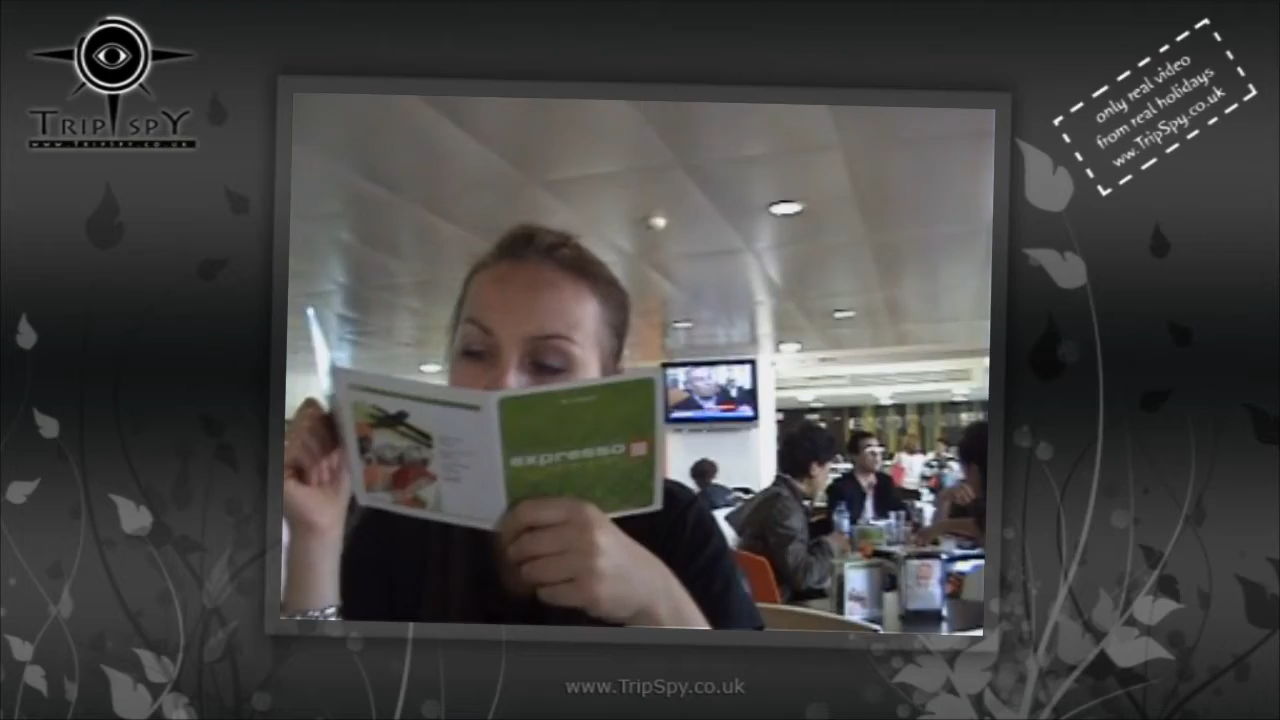 TRIP SPY
www.TripSpy.co.uk
only real video
from real holidays
ww.TripSpy.co.uk
expresso
www.TripSpy.co.uk